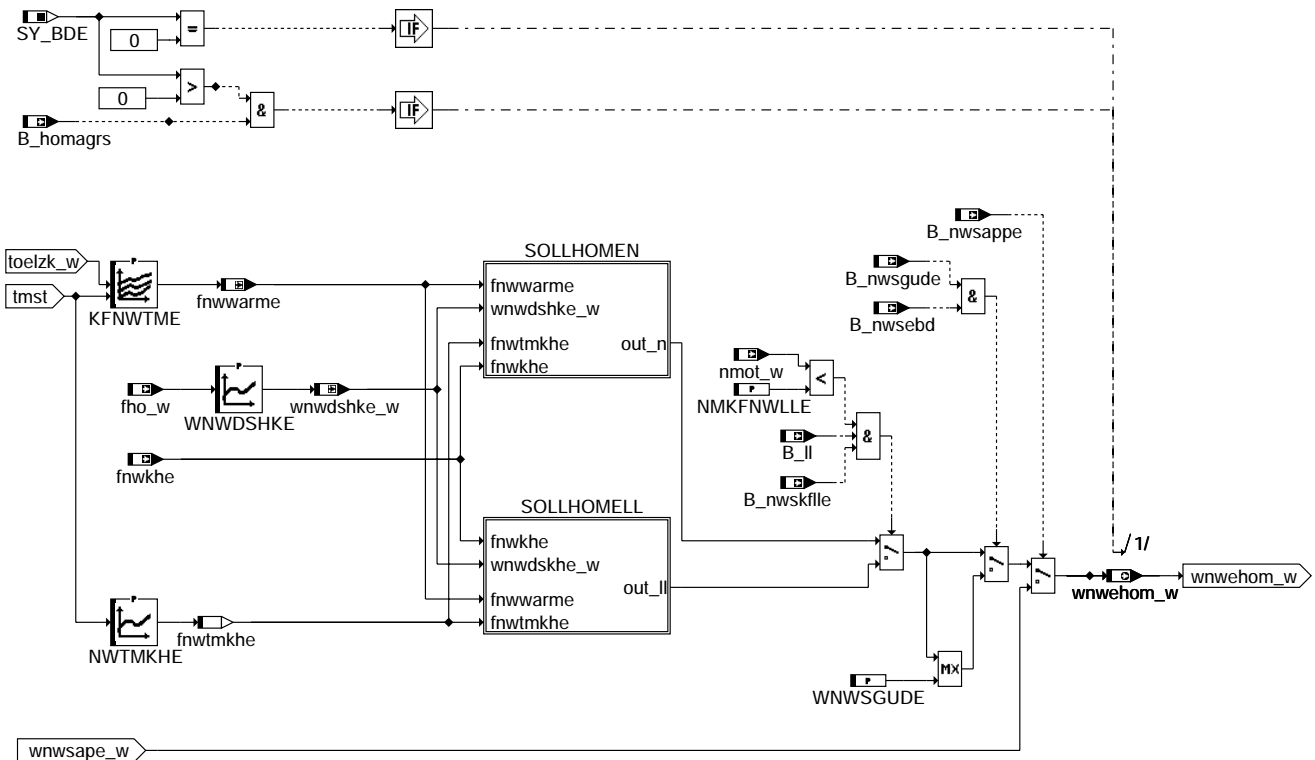 SY_BDE
0
=
IF
>
0
&
IF
B_homagrs
B_nwsappe
toelzk_w
SOLLHOMEN
B_nwsgude
tmst
P
fnwwarme
fnwwarme
&
KFNWTME
wnwdshke_w
B_nwsebd
fnwtmkhe
out_n
P
nmot_w
<
fnwkhe
fho_w
wnwdshke_w
P
WNWDSHKE
NMKFNWLLE
&
fnwkhe
B_ll
B_nwskflle
SOLLHOMELL
fnwkhe
/1/
wnwdskhe_w
wnwehom_w
wnwehom_w
out_ll
P
fnwwarme
fnwtmkhe
fnwtmkhe
NWTMKHE
MX
P
WNWSGUDE
wnwsape_w